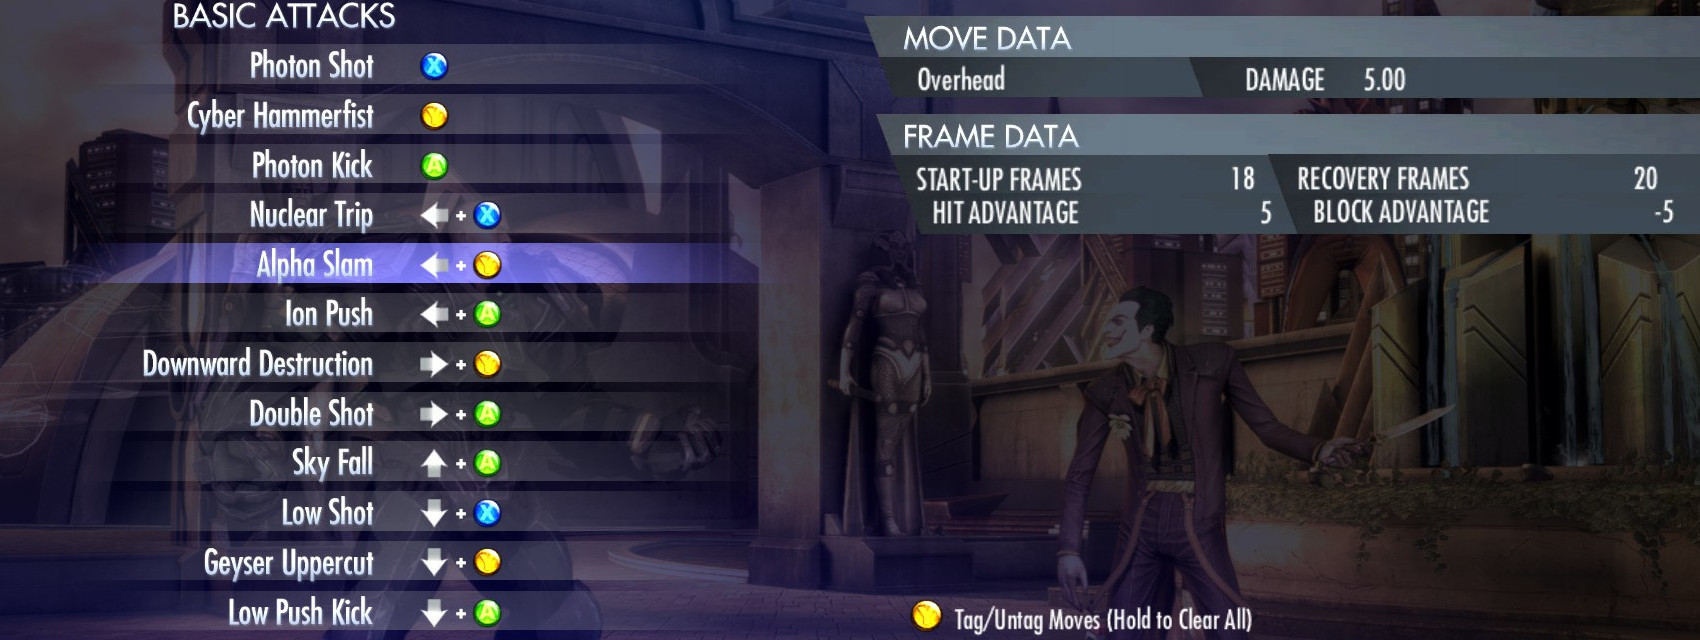 BASIC ATTACKS
Photon Shot X
Cyber Hammerfist Y
Photon Kick A
Nuclear Trip + X
Alpha Slam + Y
Ion Push + A
Downward Destruction + Y
Double Shot + A
Sky Fall + A
Low Shot + X
Geyser Uppercut + Y
Low Push Kick + A
MOVE DATA
Overhead DAMAGE 5.00
FRAME DATA
START-UP FRAMES 18 RECOVERY FRAMES 20
HIT ADVANTAGE 5 BLOCK ADVANTAGE -5
Y Tag/Untag Moves (Hold to Clear All)